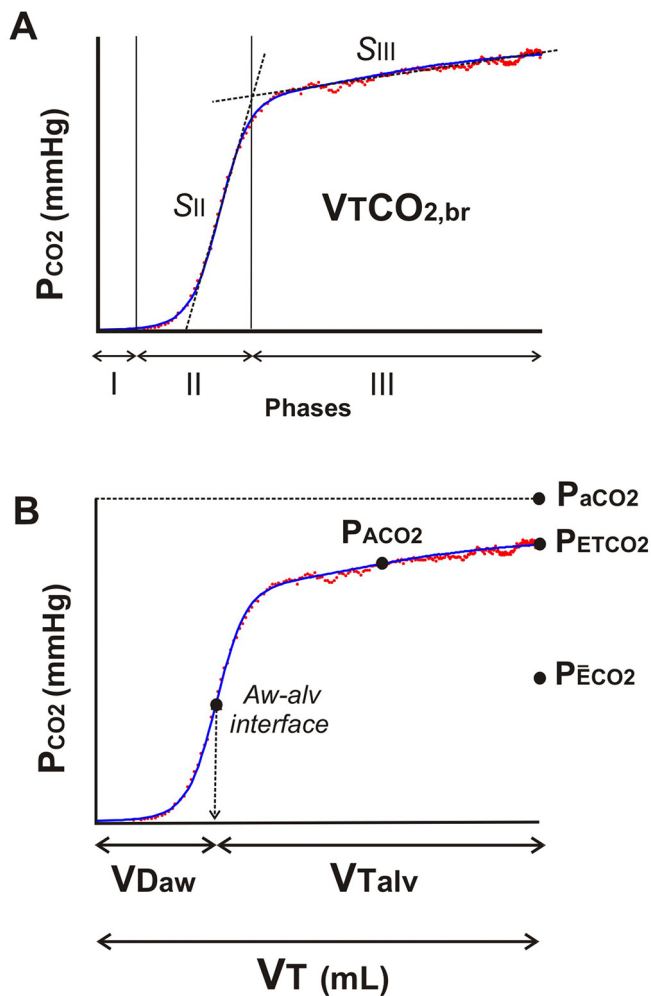 A
SIII
SII
VTCO2,br
PCO2 (mmHg)
I II III
Phases
B
PaCO2
PACO2
PETCO2
PĒCO2
PCO2 (mmHg)
Aw-alv
interface
VDaw VTalv
VT (mL)